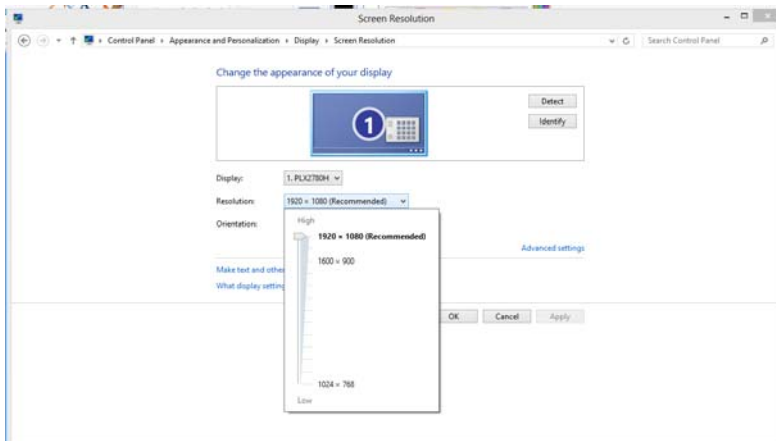 Screen Resolution
Control Panel Appearance and Personalization Display Screen Resolution
Search Control Panel
Change the appearance of your display
1
Detect
Identify
Display: 1. PLX2780H
Resolution: 1920 × 1080 (Recommended)
Orientation:
High
1920 × 1080 (Recommended)
Advanced settings
1600 × 900
Make text and other
What display setting
OK Cancel Apply
1024 × 768
Low